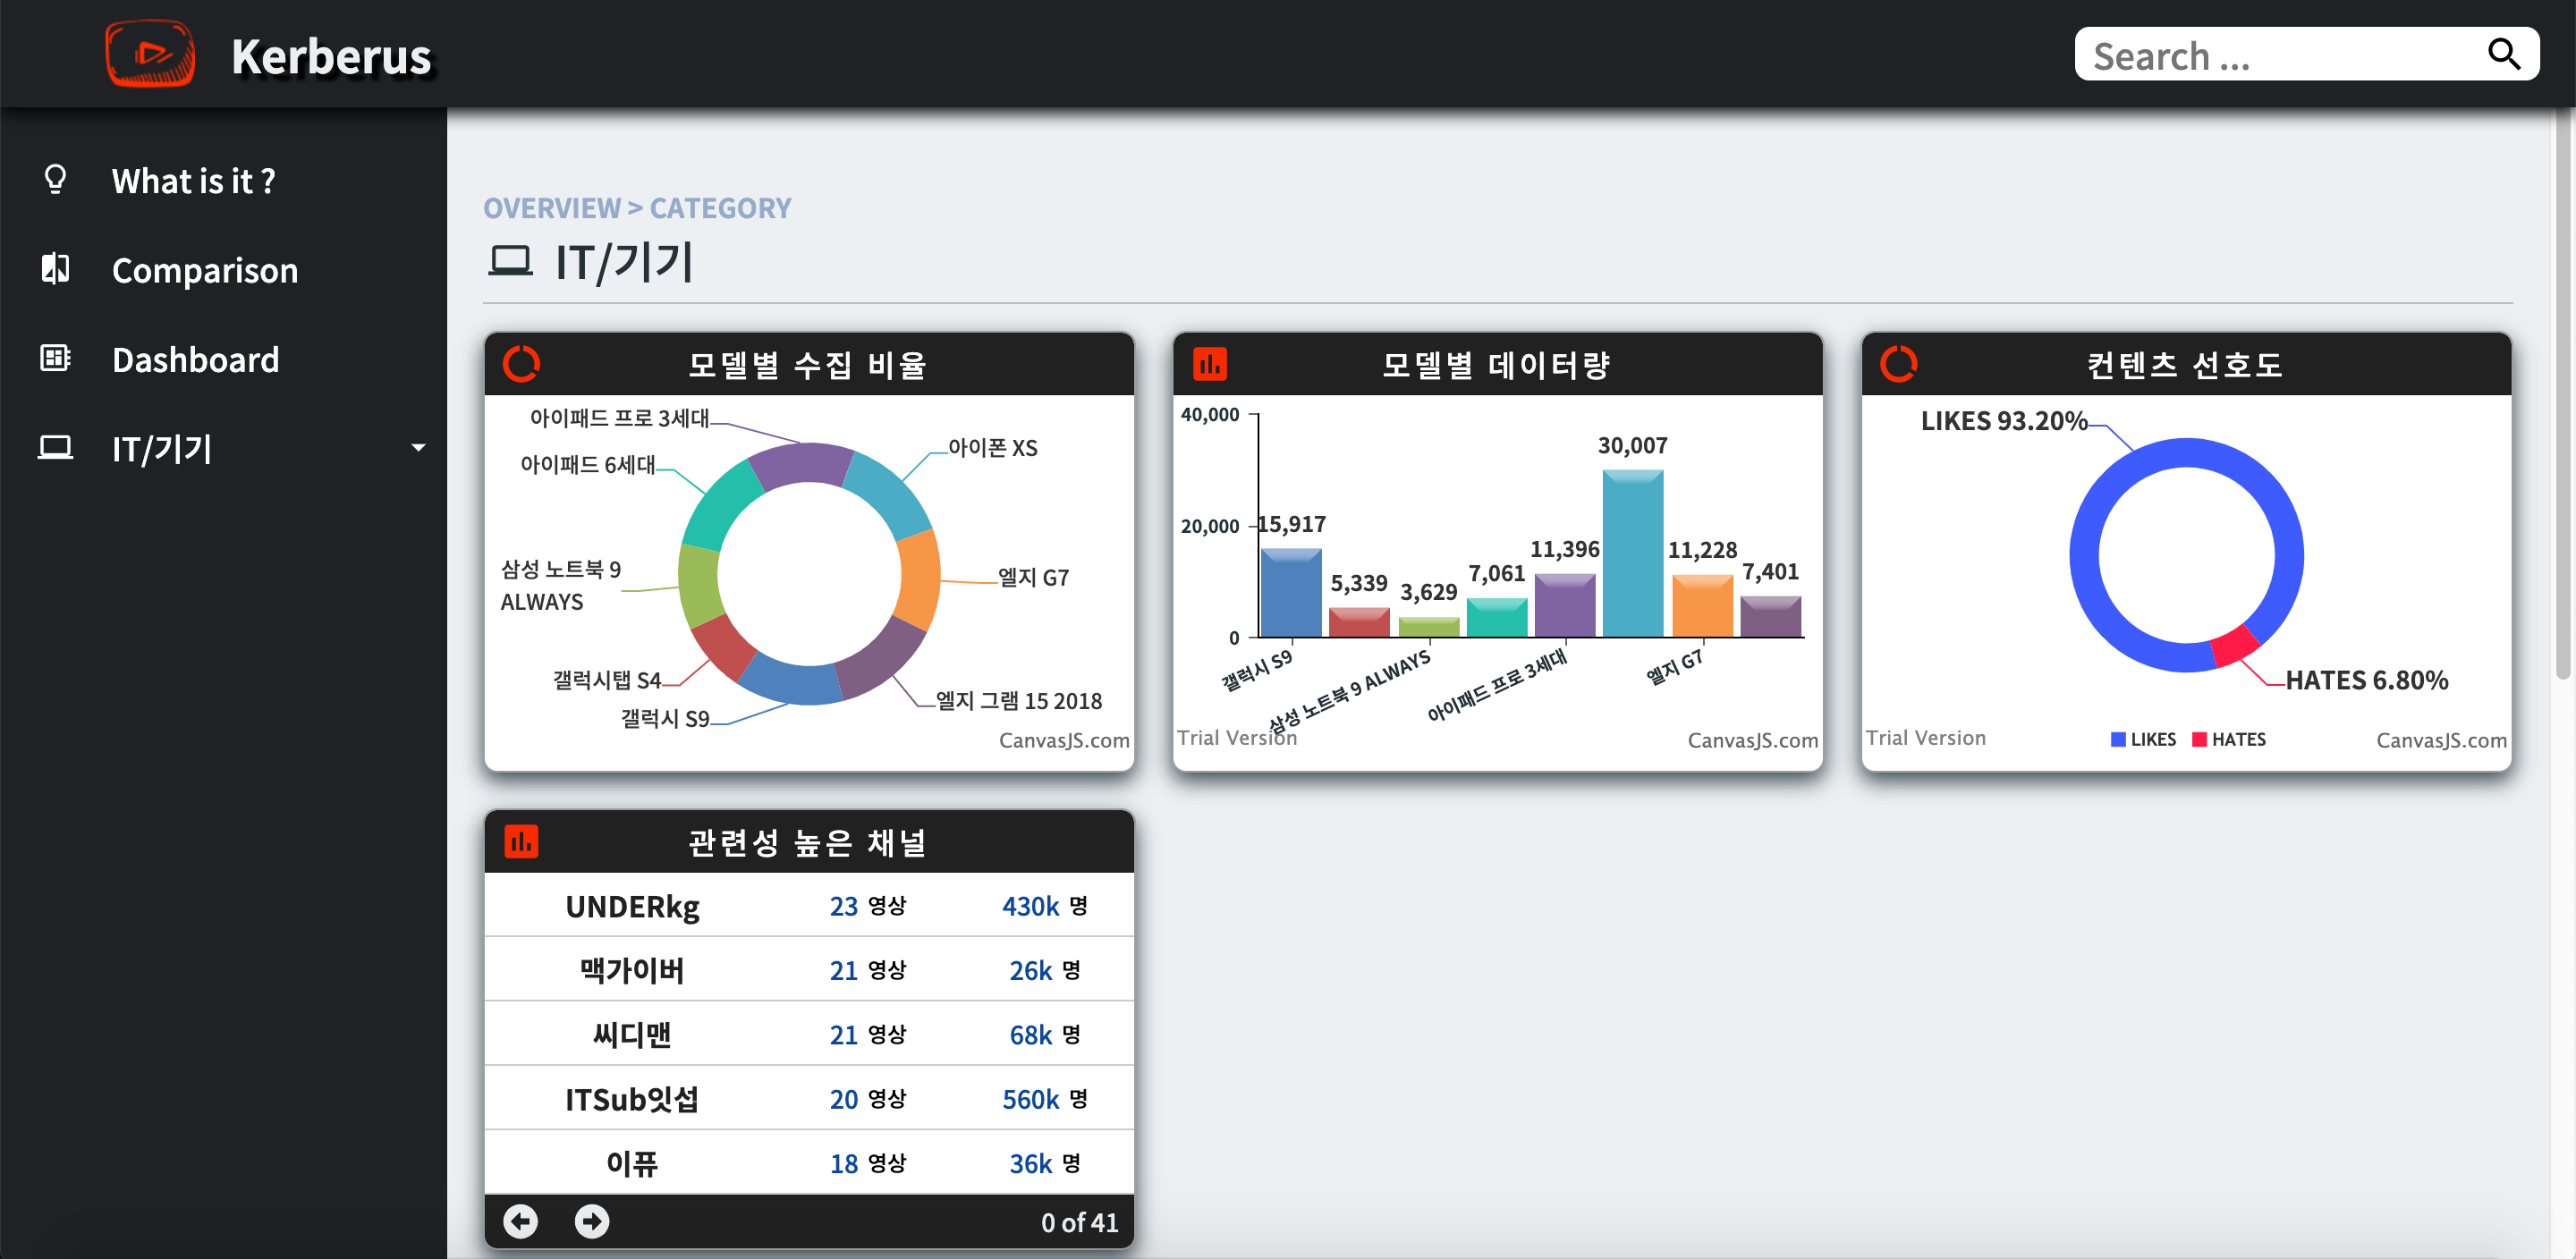 Kerberus
Search ...
What is it ?
Comparison
Dashboard
IT/기기
OVERVIEW > CATEGORY
IT/기기
모델별 수집 비율
아이패드 프로 3세대
아이폰 XS
아이패드 6세대
삼성 노트북 9
ALWAYS
엘지 G7
갤럭시탭 S4
엘지 그램 15 2018
갤럭시 S9
CanvasJS.com
모델별 데이터량
40,000
20,000
0
15,917
5,339
3,629
7,061
11,396
30,007
11,228
7,401
갤럭시 S9
삼성 노트북 9 ALWAYS
아이패드 프로 3세대
엘지 G7
Trial Version
CanvasJS.com
컨텐츠 선호도
LIKES 93.20%
HATES 6.80%
Trial Version
LIKES HATES
CanvasJS.com
관련성 높은 채널
UNDERkg 23 영상 430k 명
맥가이버 21 영상 26k 명
씨디맨 21 영상 68k 명
ITSub잇섭 20 영상 560k 명
이퓨 18 영상 36k 명
0 of 41